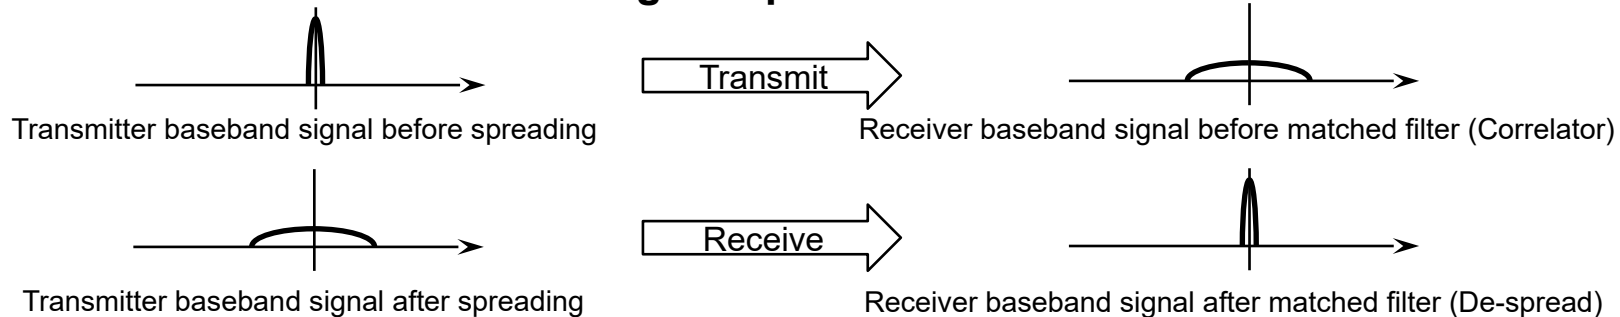 Transmit
Transmitter baseband signal before spreading
Receiver baseband signal before matched filter (Correlator)
Receive
Transmitter baseband signal after spreading
Receiver baseband signal after matched filter (De-spread)